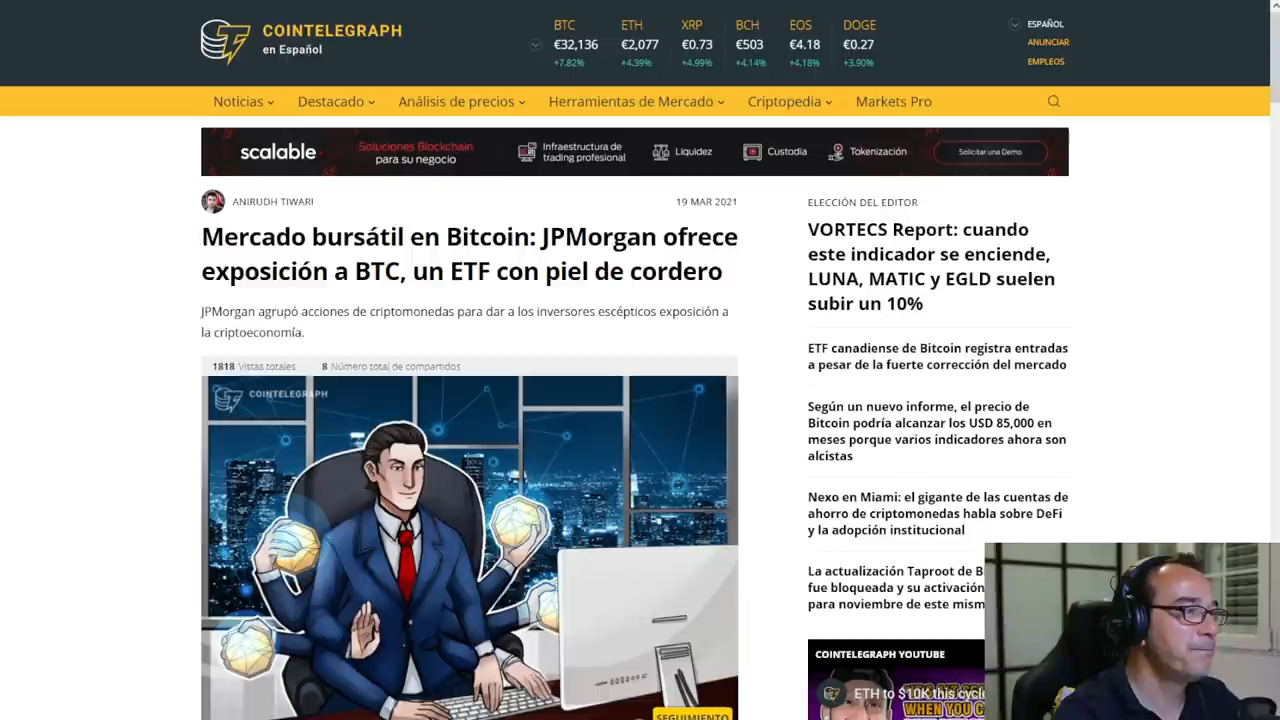 COINTELEGRAPH
en Español
BTC ETH XRP BCH EOS DOGE
€32,136 €2,077 €0.73 €503 €4.18 €0.27
+7.82% +4.39% +4.99% +4.14% +4.18% +3.90%
ESPAÑOL
ANUNCIAR
EMPLEOS
Noticias Destacado Análisis de precios Herramientas de Mercado Criptopedia Markets Pro
scalable
Soluciones Blockchain
para su negocio
Infraestructura de
trading profesional
Liquidez
Custodia
Tokenización
Solicitar una Demo
ANIRUDH TIWARI
19 MAR 2021
Mercado bursátil en Bitcoin: JPMorgan ofrece
exposición a BTC, un ETF con piel de cordero
JPMorgan agrupó acciones de criptomonedas para dar a los inversores escépticos exposición a
la criptoeconomía.
1818 Vistas totales 8 Número total de compartidos
COINTELEGRAPH
SEGUIMIENTO
ELECCIÓN DEL EDITOR
VORTECS Report: cuando
este indicador se enciende,
LUNA, MATIC y EGLD suelen
subir un 10%
ETF canadiense de Bitcoin registra entradas
a pesar de la fuerte corrección del mercado
Según un nuevo informe, el precio de
Bitcoin podría alcanzar los USD 85,000 en
meses porque varios indicadores ahora son
alcistas
Nexo en Miami: el gigante de las cuentas de
ahorro de criptomonedas habla sobre DeFi
y la adopción institucional
La actualización Taproot de B
fue bloqueada y su activación
para noviembre de este mism
COINTELEGRAPH YOUTUBE
ETH to $10K this cycle
WHEN YOU C